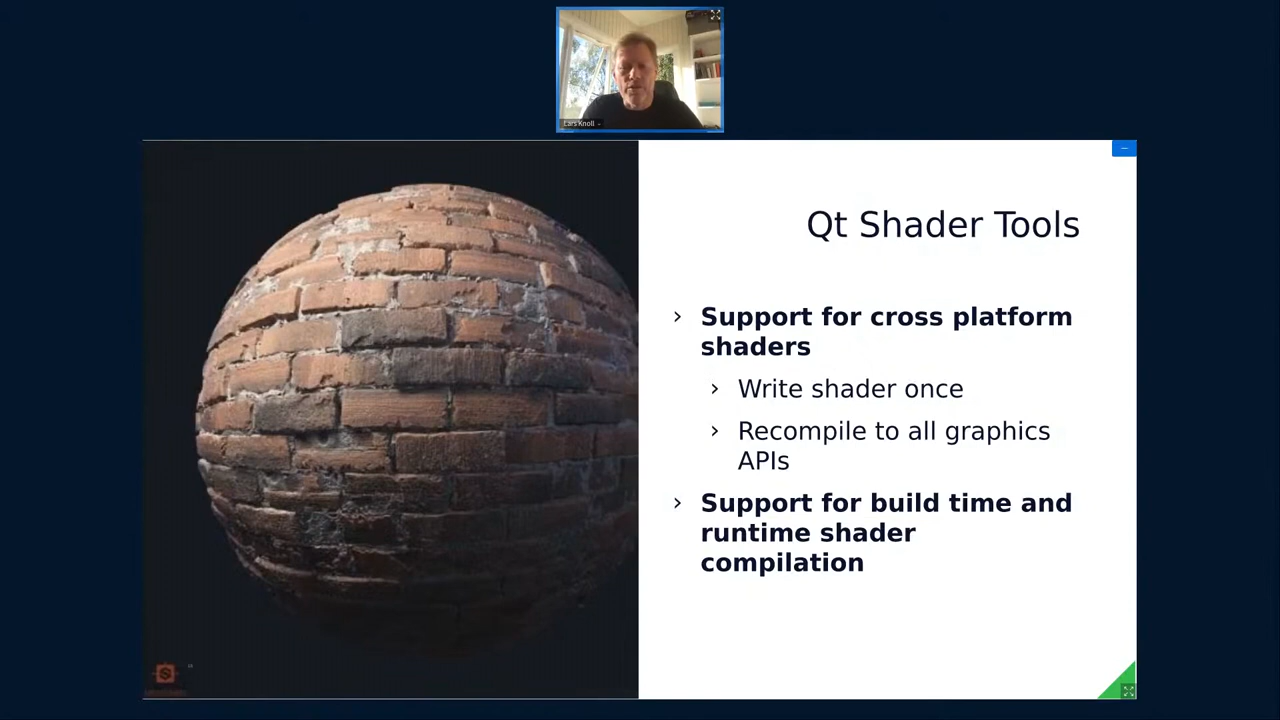 Lars Knoll
Qt Shader Tools
› Support for cross platform
shaders
› Write shader once
› Recompile to all graphics
APIs
› Support for build time and
runtime shader
compilation